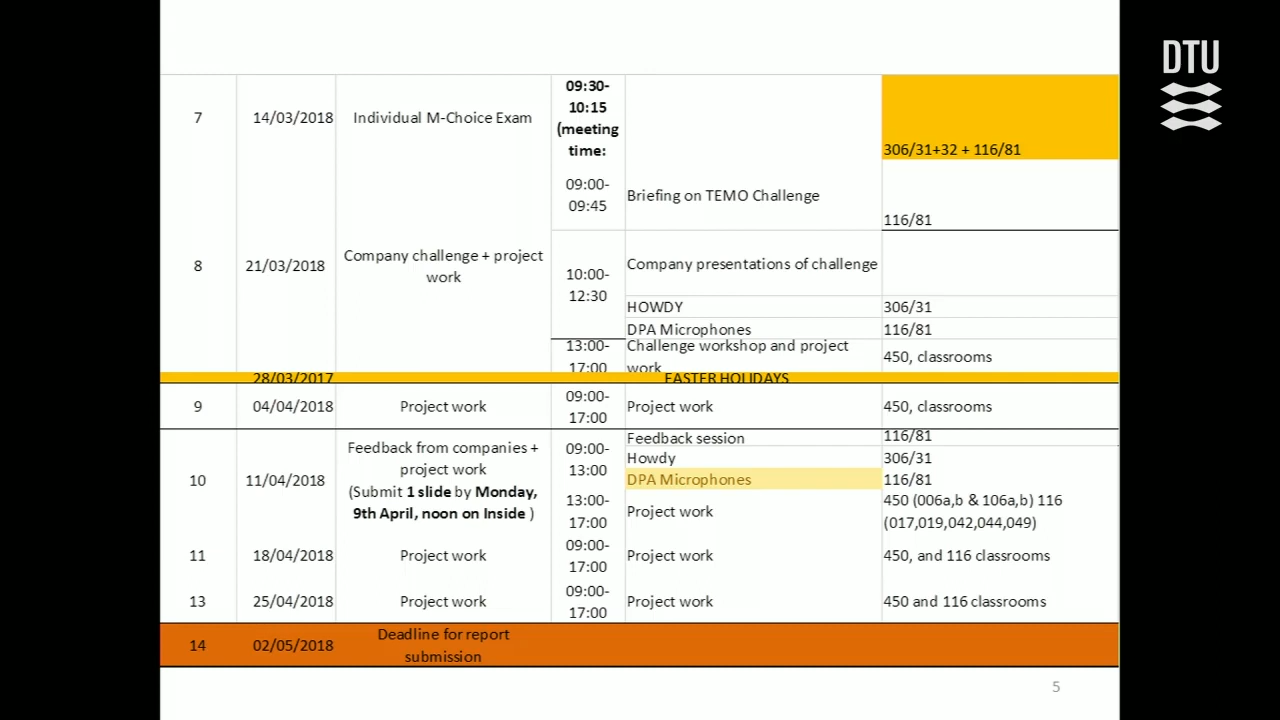 DTU
7
14/03/2018
Individual M-Choice Exam
09:30-
10:15
(meeting
time:
306/31+32 + 116/81
09:00-
09:45
Briefing on TEMO Challenge
116/81
8
21/03/2018
Company challenge + project
work
10:00-
12:30
Company presentations of challenge
HOWDY
306/31
DPA Microphones
116/81
13:00-
17:00
Challenge workshop and project
work
450, classrooms
28/03/2017
EASTER HOLIDAYS
9
04/04/2018
Project work
09:00-
17:00
Project work
450, classrooms
10
11/04/2018
Feedback from companies +
project work
(Submit 1 slide by Monday,
9th April, noon on Inside )
09:00-
13:00
Feedback session
116/81
Howdy
306/31
DPA Microphones
116/81
13:00-
17:00
Project work
450 (006a,b & 106a,b) 116
(017,019,042,044,049)
11
18/04/2018
Project work
09:00-
17:00
Project work
450, and 116 classrooms
13
25/04/2018
Project work
09:00-
17:00
Project work
450 and 116 classrooms
14
02/05/2018
Deadline for report
submission
5